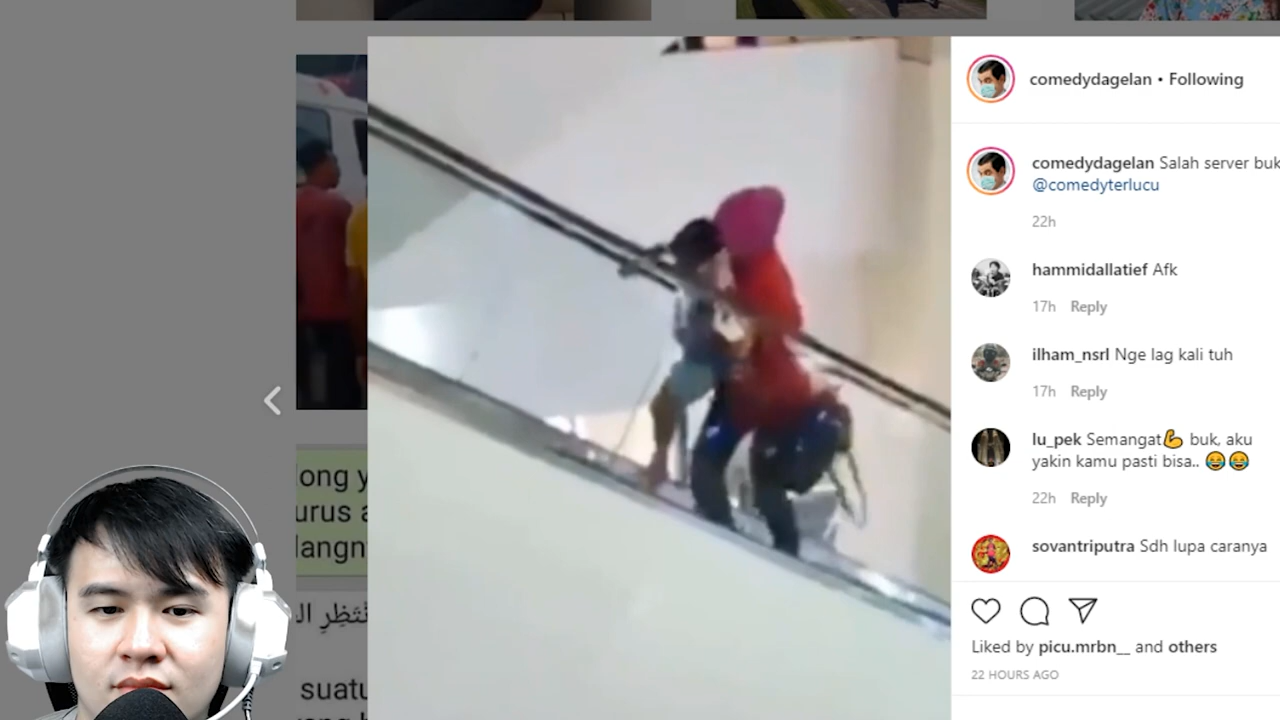 comedydagelan • Following
comedydagelan Salah server buk
@comedyterlucu
22h
hammidallatief Afk
17h Reply
ilham_nsrl Nge lag kali tuh
17h Reply
lu_pek Semangat💪 buk, aku
yakin kamu pasti bisa.. 😂😂
22h Reply
sovantriputra Sdh lupa caranya
Liked by picu.mrbn__ and others
22 HOURS AGO
ong y
urus a
langn
suatu